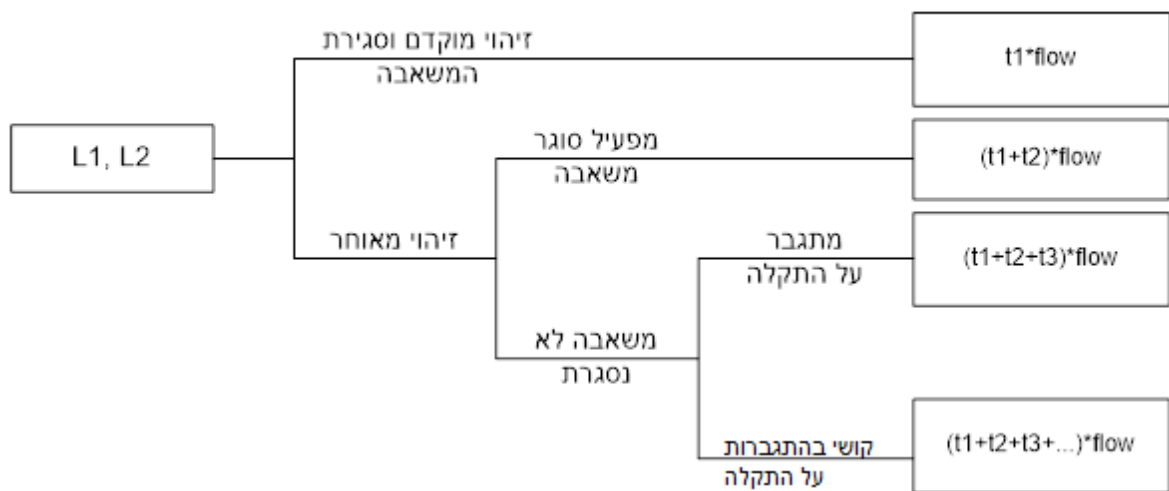 זיהוי מוקדם וסגירת
המשאבה
t1*flow
L1, L2
מפעיל סוגר
משאבה
(t1+t2)*flow
זיהוי מאוחר
מתגבר
על התקלה
(t1+t2+t3)*flow
משאבה לא
נסגרת
קושי בהתגברות
על התקלה
(t1+t2+t3+...)*flow